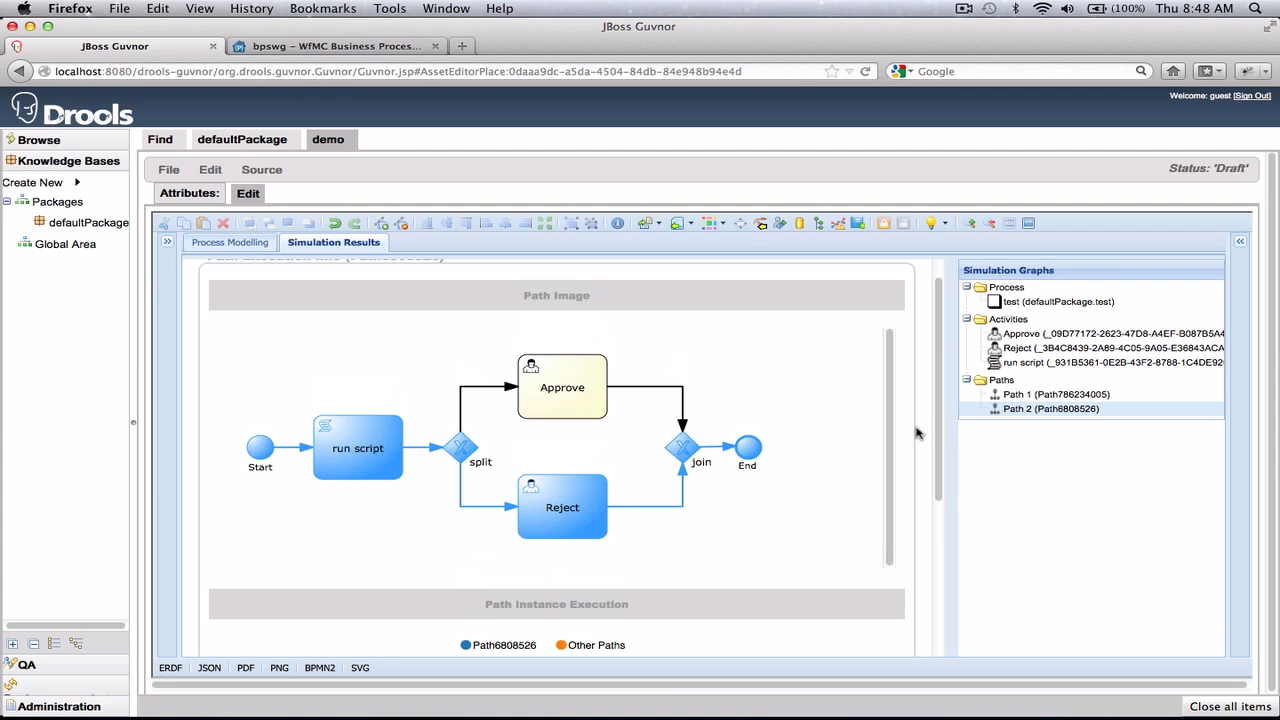 Firefox File Edit View History Bookmarks Tools Window Help (100%) Thu 8:48 AM
JBoss Guvnor
JBoss Guvnor × bpswg – WfMC Business Proces... × +
localhost:8080/drools-guvnor/org.drools.guvnor.Guvnor/Guvnor.jsp#AssetEditorPlace:0daaa9dc-a5da-4504-84db-84e948b94e4d Google
Welcome: guest [Sign Out]
Drools
Browse
Find defaultPackage demo
Knowledge Bases
File Edit Source Status: 'Draft'
Create New
Attributes: Edit
Packages
defaultPackage
Global Area
Process Modelling Simulation Results
Simulation Graphs
Process
test (defaultPackage.test)
Activities
Approve (_09D77172-2623-47D8-A4EF-B087B5A4
Reject (_3B4C8439-2A89-4C05-9A05-E36843ACA
run script (_931B5361-0E2B-43F2-8788-1C4DE92
Paths
Path 1 (Path786234005)
Path 2 (Path6808526)
Path Image
Approve
run script
split
join
Start
End
Reject
Path Instance Execution
Path6808526 Other Paths
ERDF JSON PDF PNG BPMN2 SVG
QA
Administration
Close all items